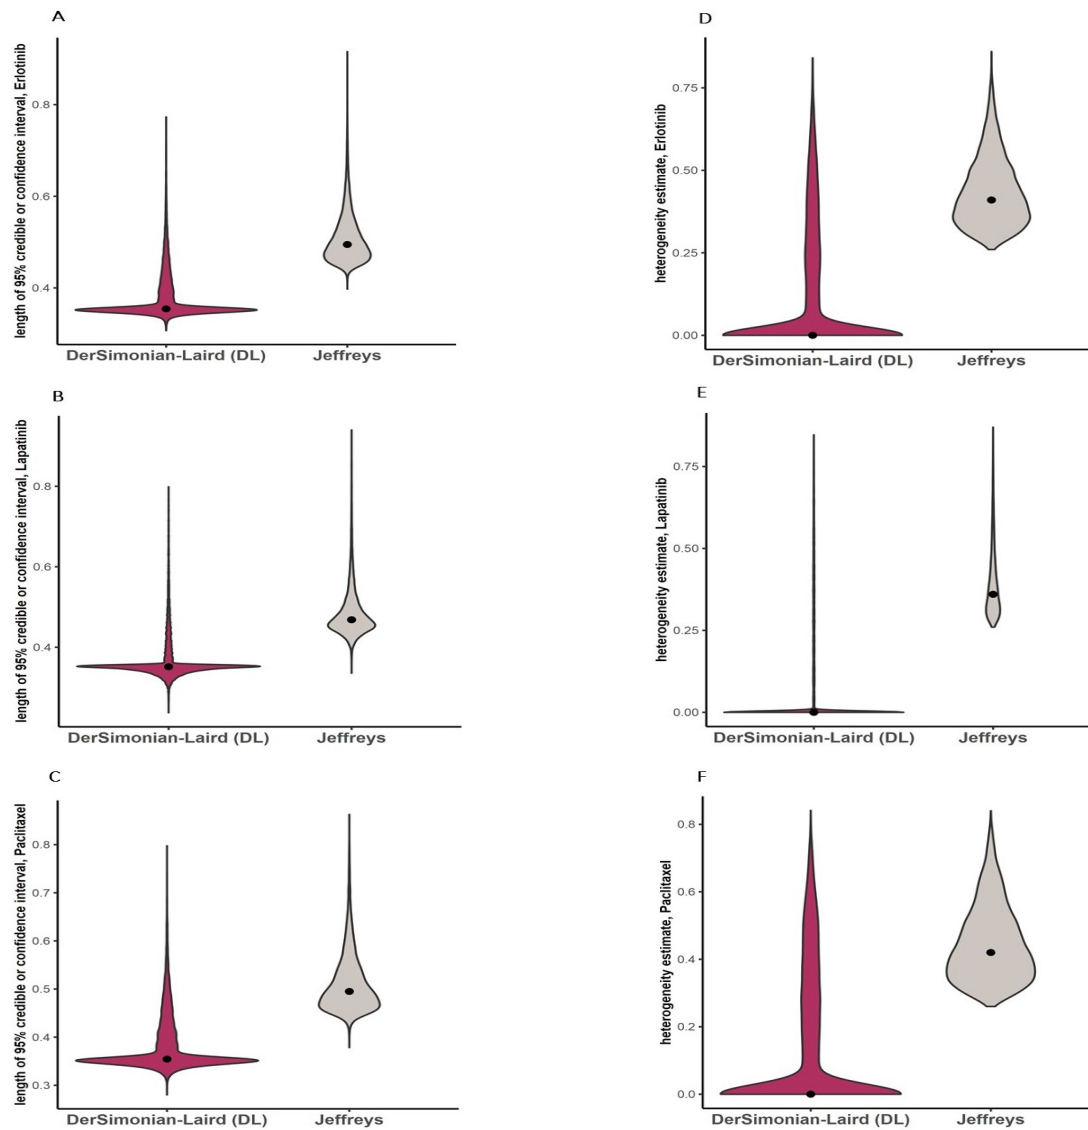 A
length of 95% credible or confidence interval, Erlotinib
0.8
0.6
0.4
DerSimonian-Laird (DL) Jeffreys
D
heterogeneity estimate, Erlotinib
0.75
0.50
0.25
0.00
DerSimonian-Laird (DL) Jeffreys
B
length of 95% credible or confidence interval, Lapatinib
0.8
0.6
0.4
DerSimonian-Laird (DL) Jeffreys
E
heterogeneity estimate, Lapatinib
0.75
0.50
0.25
0.00
DerSimonian-Laird (DL) Jeffreys
C
length of 95% credible or confidence interval, Paclitaxel
0.8
0.7
0.6
0.5
0.4
0.3
DerSimonian-Laird (DL) Jeffreys
F
heterogeneity estimate, Paclitaxel
0.8
0.6
0.4
0.2
0.0
DerSimonian-Laird (DL) Jeffreys